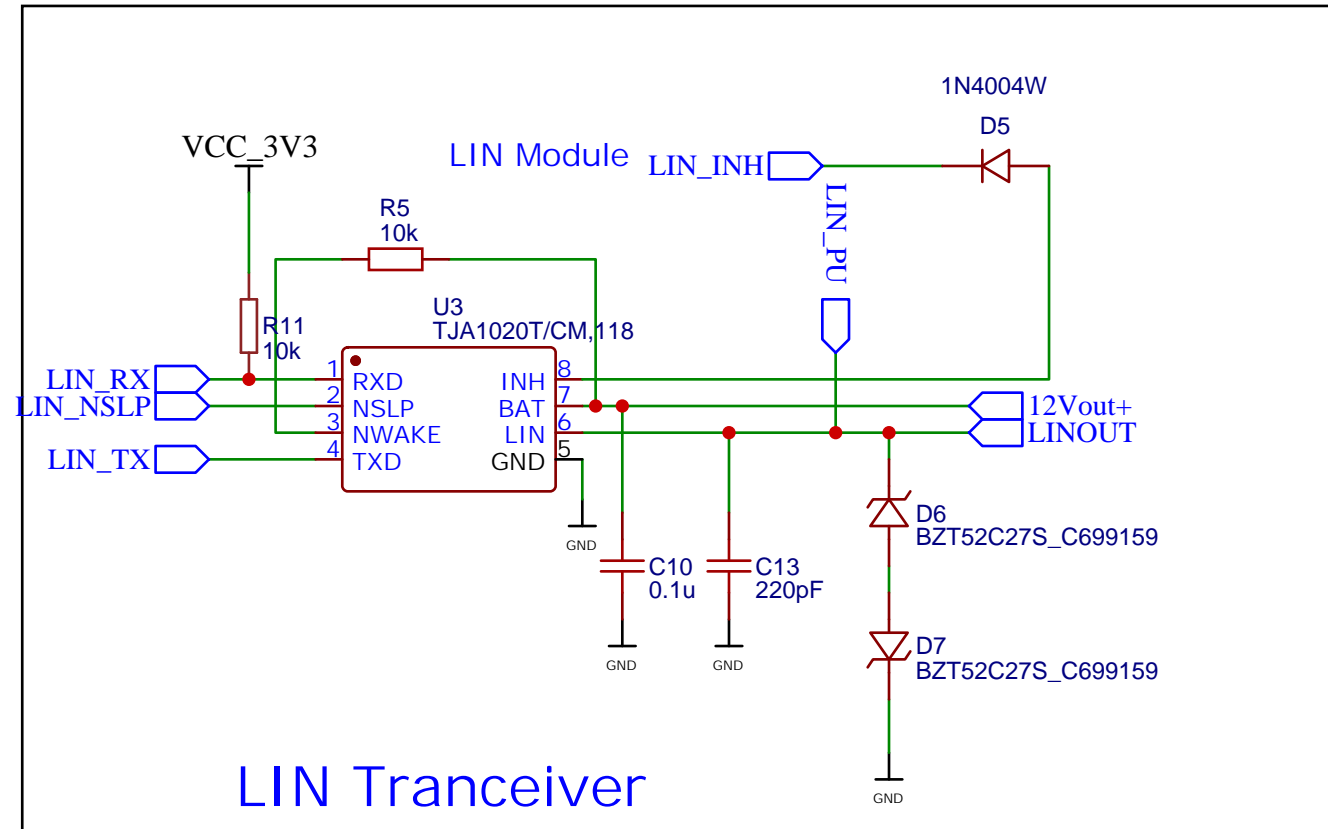 1N4004W
D5
VCC_3V3
LIN Module
LIN_INH
LIN_PU
R5
10k
U3
TJA1020T/CM,118
R11
10k
LIN_RX
LIN_NSLP
LIN_TX
1 RXD
2 NSLP
3 NWAKE
4 TXD
INH 8
BAT 7
LIN 6
GND 5
12Vout+
LINOUT
GND
C10
0.1u
C13
220pF
D6
BZT52C27S_C699159
D7
BZT52C27S_C699159
GND
GND
GND
LIN Tranceiver